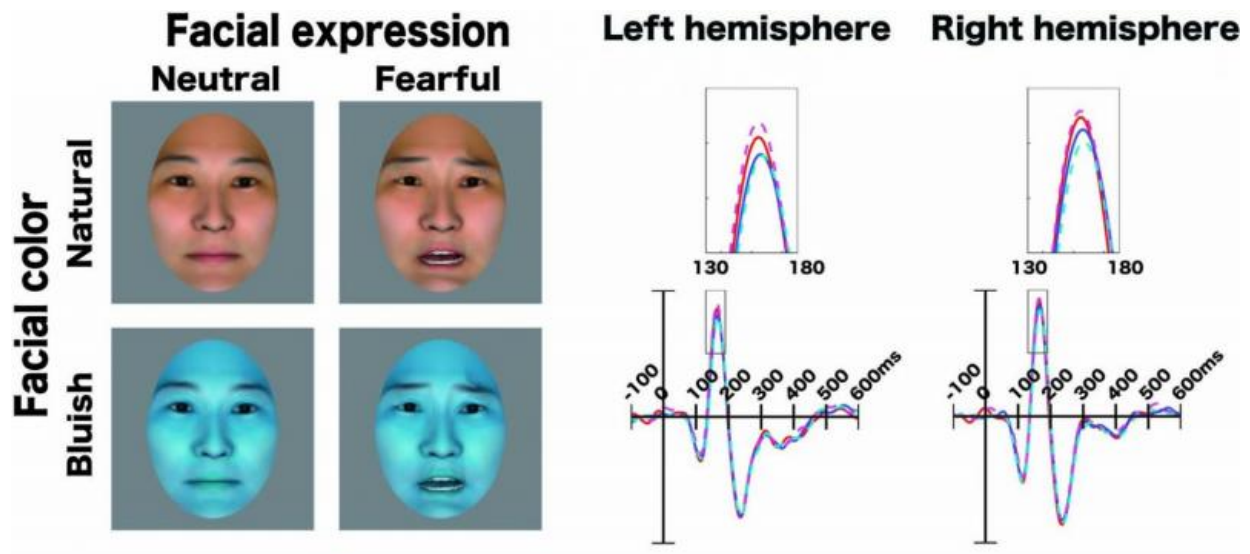 Facial expression
Neutral Fearful
Facial color
Natural
Bluish
Left hemisphere Right hemisphere
130 180 130 180
-100 0 100 200 300 400 500 600ms
-100 0 100 200 300 400 500 600ms